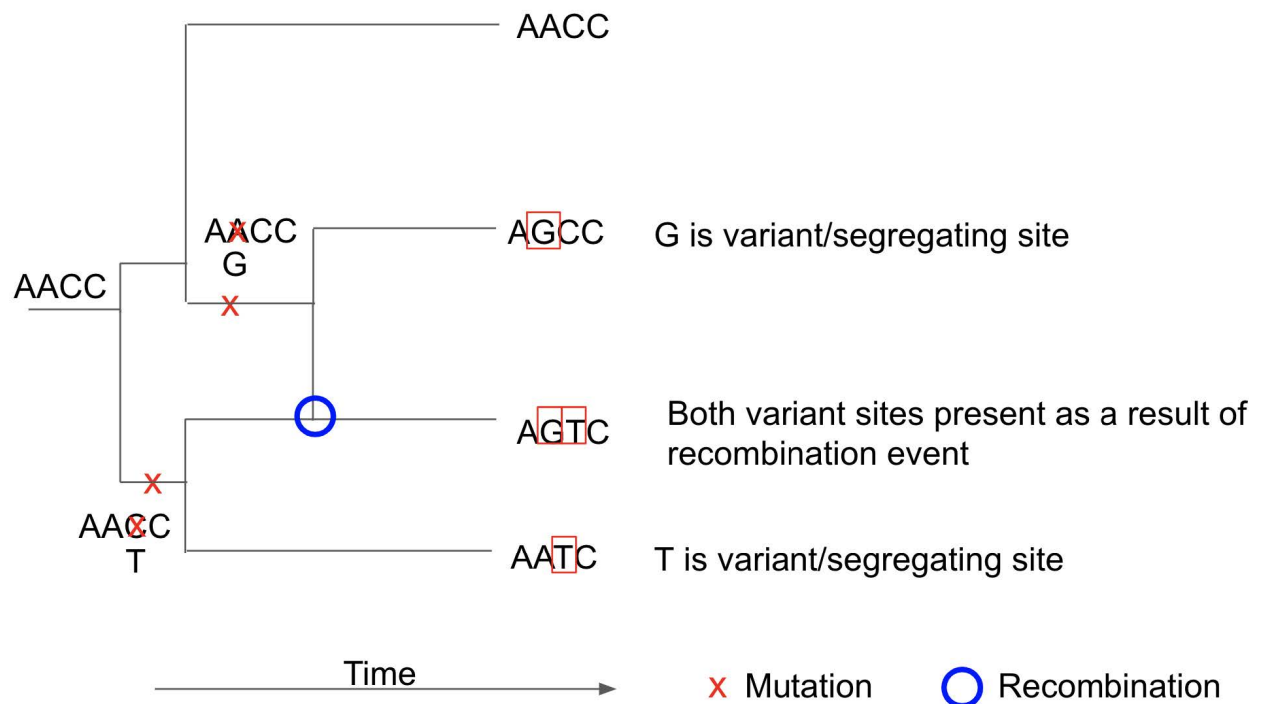 AACC
AACC
G
x
AGCC G is variant/segregating site
AACC
Both variant sites present as a result of
AGTC
recombination event
x
AACC
T
AATC T is variant/segregating site
Time
x Mutation
Recombination